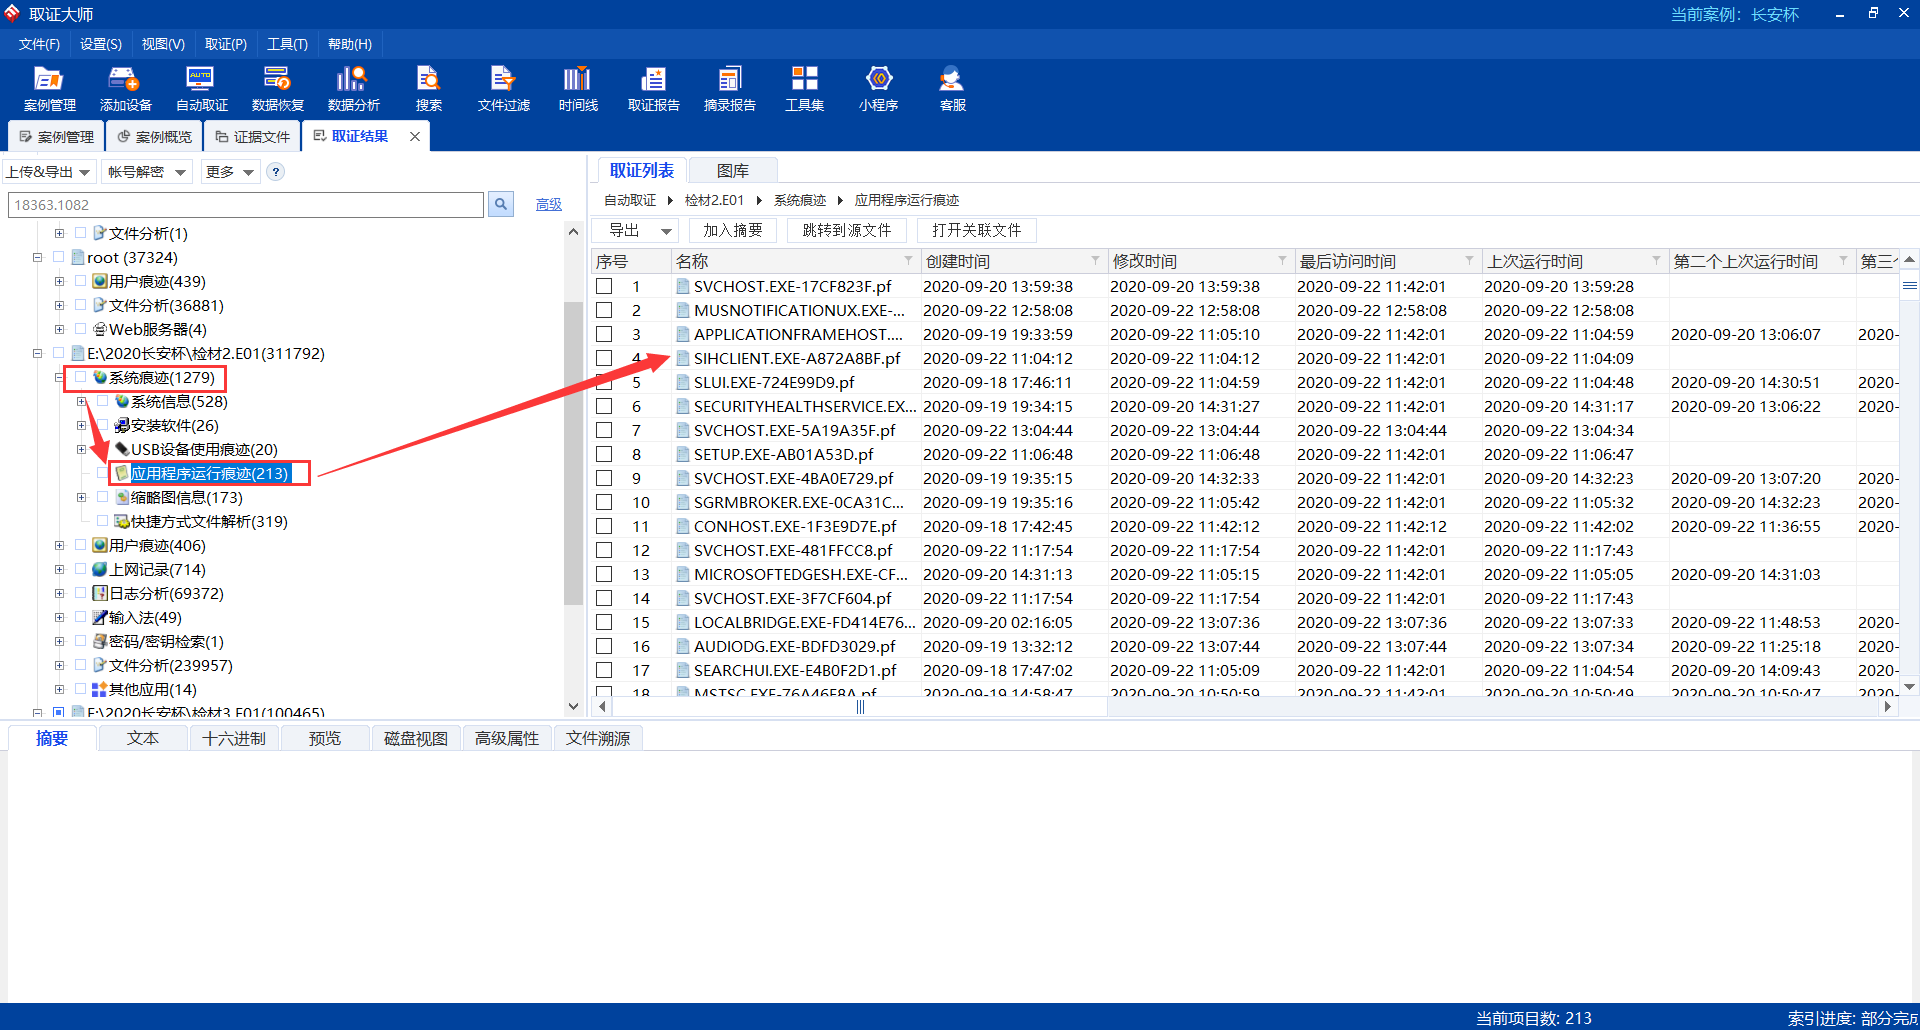 取证大师
当前案例：长安杯
文件(F) 设置(S) 视图(V) 取证(P) 工具(T) 帮助(H)
案例管理 添加设备 自动取证 数据恢复 数据分析 搜索 文件过滤 时间线 取证报告 摘录报告 工具集 小程序 客服
案例管理 案例概览 证据文件 取证结果
上传&导出 帐号解密 更多 ?
18363.1082 高级
文件分析(1)
root (37324)
用户痕迹(439)
文件分析(36881)
Web服务器(4)
E:\2020长安杯\检材2.E01(311792)
系统痕迹(1279)
系统信息(528)
安装软件(26)
USB设备使用痕迹(20)
应用程序运行痕迹(213)
缩略图信息(173)
快捷方式文件解析(319)
用户痕迹(406)
上网记录(714)
日志分析(69372)
输入法(49)
密码/密钥检索(1)
文件分析(239957)
其他应用(14)
E:\2020长安杯\检材3.E01(100465)
取证列表 图库
自动取证 检材2.E01 系统痕迹 应用程序运行痕迹
导出 加入摘要 跳转到源文件 打开关联文件
序号 名称 创建时间 修改时间 最后访问时间 上次运行时间 第二个上次运行时间 第三个
1 SVCHOST.EXE-17CF823F.pf 2020-09-20 13:59:38 2020-09-20 13:59:38 2020-09-22 11:42:01 2020-09-20 13:59:28
2 MUSNOTIFICATIONUX.EXE-... 2020-09-22 12:58:08 2020-09-22 12:58:08 2020-09-22 12:58:08 2020-09-22 12:58:08
3 APPLICATIONFRAMEHOST.... 2020-09-19 19:33:59 2020-09-22 11:05:10 2020-09-22 11:42:01 2020-09-22 11:04:59 2020-09-20 13:06:07 2020-
4 SIHCLIENT.EXE-A872A8BF.pf 2020-09-22 11:04:12 2020-09-22 11:04:12 2020-09-22 11:42:01 2020-09-22 11:04:09
5 SLUI.EXE-724E99D9.pf 2020-09-18 17:46:11 2020-09-22 11:04:59 2020-09-22 11:42:01 2020-09-22 11:04:48 2020-09-20 14:30:51 2020-
6 SECURITYHEALTHSERVICE.EX... 2020-09-19 19:34:15 2020-09-20 14:31:27 2020-09-22 11:42:01 2020-09-20 14:31:17 2020-09-20 13:06:22 2020-
7 SVCHOST.EXE-5A19A35F.pf 2020-09-22 13:04:44 2020-09-22 13:04:44 2020-09-22 13:04:44 2020-09-22 13:04:34
8 SETUP.EXE-AB01A53D.pf 2020-09-22 11:06:48 2020-09-22 11:06:48 2020-09-22 11:42:01 2020-09-22 11:06:47
9 SVCHOST.EXE-4BA0E729.pf 2020-09-19 19:35:15 2020-09-20 14:32:33 2020-09-22 11:42:01 2020-09-20 14:32:23 2020-09-20 13:07:20 2020-
10 SGRMBROKER.EXE-0CA31C... 2020-09-19 19:35:16 2020-09-22 11:05:42 2020-09-22 11:42:01 2020-09-22 11:05:32 2020-09-20 14:32:23 2020-
11 CONHOST.EXE-1F3E9D7E.pf 2020-09-18 17:42:45 2020-09-22 11:42:12 2020-09-22 11:42:12 2020-09-22 11:42:02 2020-09-22 11:36:55 2020-
12 SVCHOST.EXE-481FFCC8.pf 2020-09-22 11:17:54 2020-09-22 11:17:54 2020-09-22 11:42:01 2020-09-22 11:17:43
13 MICROSOFTEDGESH.EXE-CF... 2020-09-20 14:31:13 2020-09-22 11:05:15 2020-09-22 11:42:01 2020-09-22 11:05:05 2020-09-20 14:31:03
14 SVCHOST.EXE-3F7CF604.pf 2020-09-22 11:17:54 2020-09-22 11:17:54 2020-09-22 11:42:01 2020-09-22 11:17:43
15 LOCALBRIDGE.EXE-FD414E76... 2020-09-20 02:16:05 2020-09-22 13:07:36 2020-09-22 13:07:36 2020-09-22 13:07:33 2020-09-22 11:48:53 2020-
16 AUDIODG.EXE-BDFD3029.pf 2020-09-19 13:32:12 2020-09-22 13:07:44 2020-09-22 13:07:44 2020-09-22 13:07:34 2020-09-22 11:25:18 2020-
17 SEARCHUI.EXE-E4B0F2D1.pf 2020-09-18 17:47:02 2020-09-22 11:05:09 2020-09-22 11:42:01 2020-09-22 11:04:54 2020-09-20 14:09:43 2020-
18 MSTSC.EXE-76A46E8A.pf 2020-09-19 14:58:47 2020-09-20 10:50:59 2020-09-22 11:42:01 2020-09-20 10:50:49 2020-09-20 10:50:47 2020-
摘要 文本 十六进制 预览 磁盘视图 高级属性 文件溯源
当前项目数: 213
索引进度: 部分完成